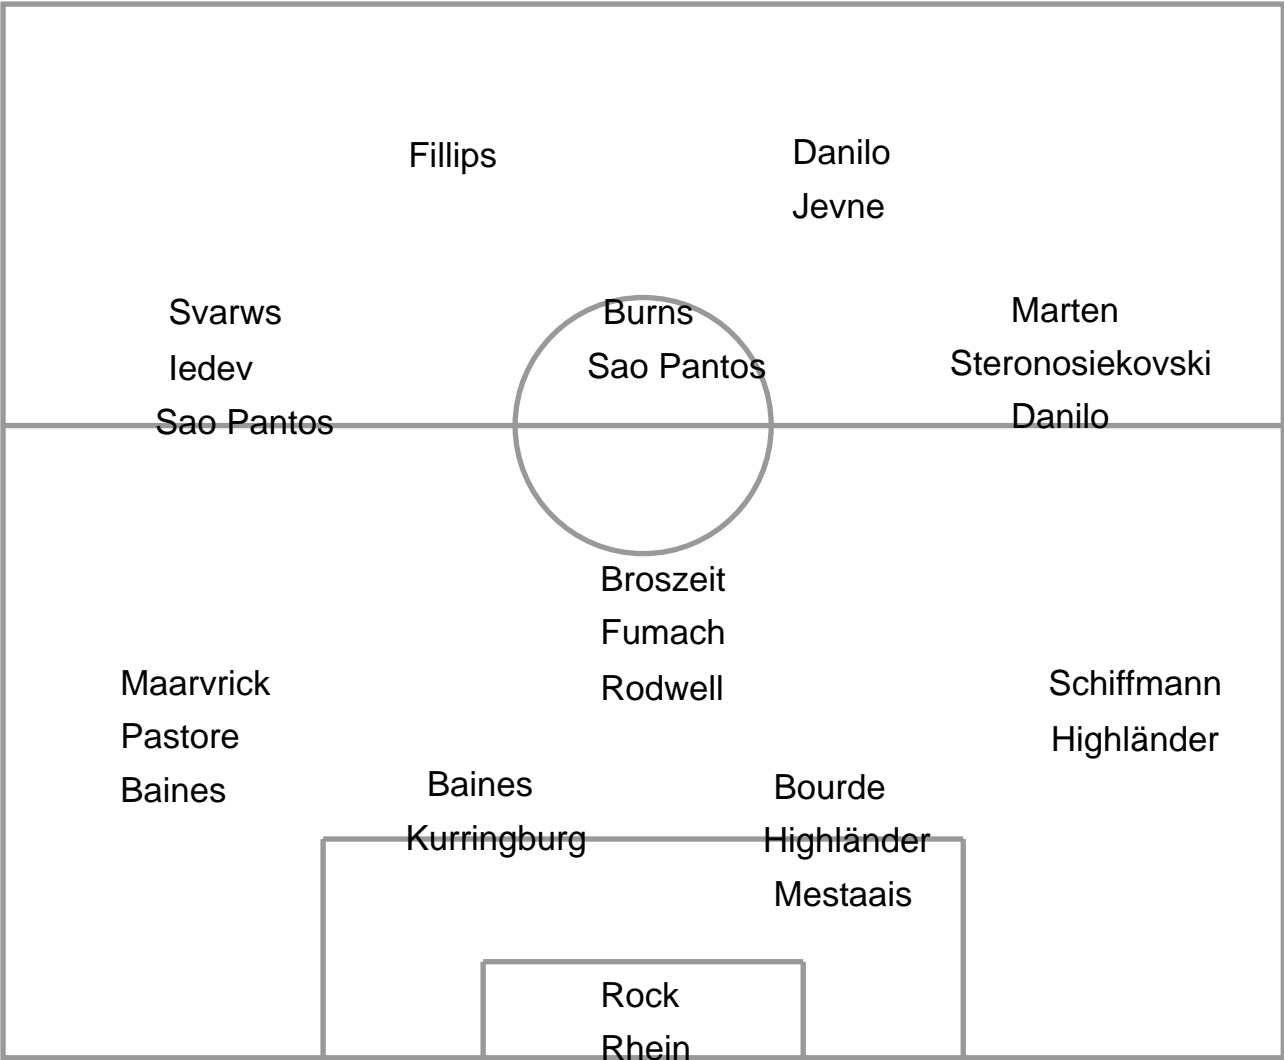 Fillips
Danilo
Jevne
Svarws
Iedev
Sao Pantos
Burns
Sao Pantos
Marten
Steronosiekovski
Danilo
Broszeit
Fumach
Rodwell
Maarvrick
Pastore
Baines
Schiffmann
Highländer
Baines
Kurringburg
Bourde
Highländer
Mestaais
Rock
Rhein